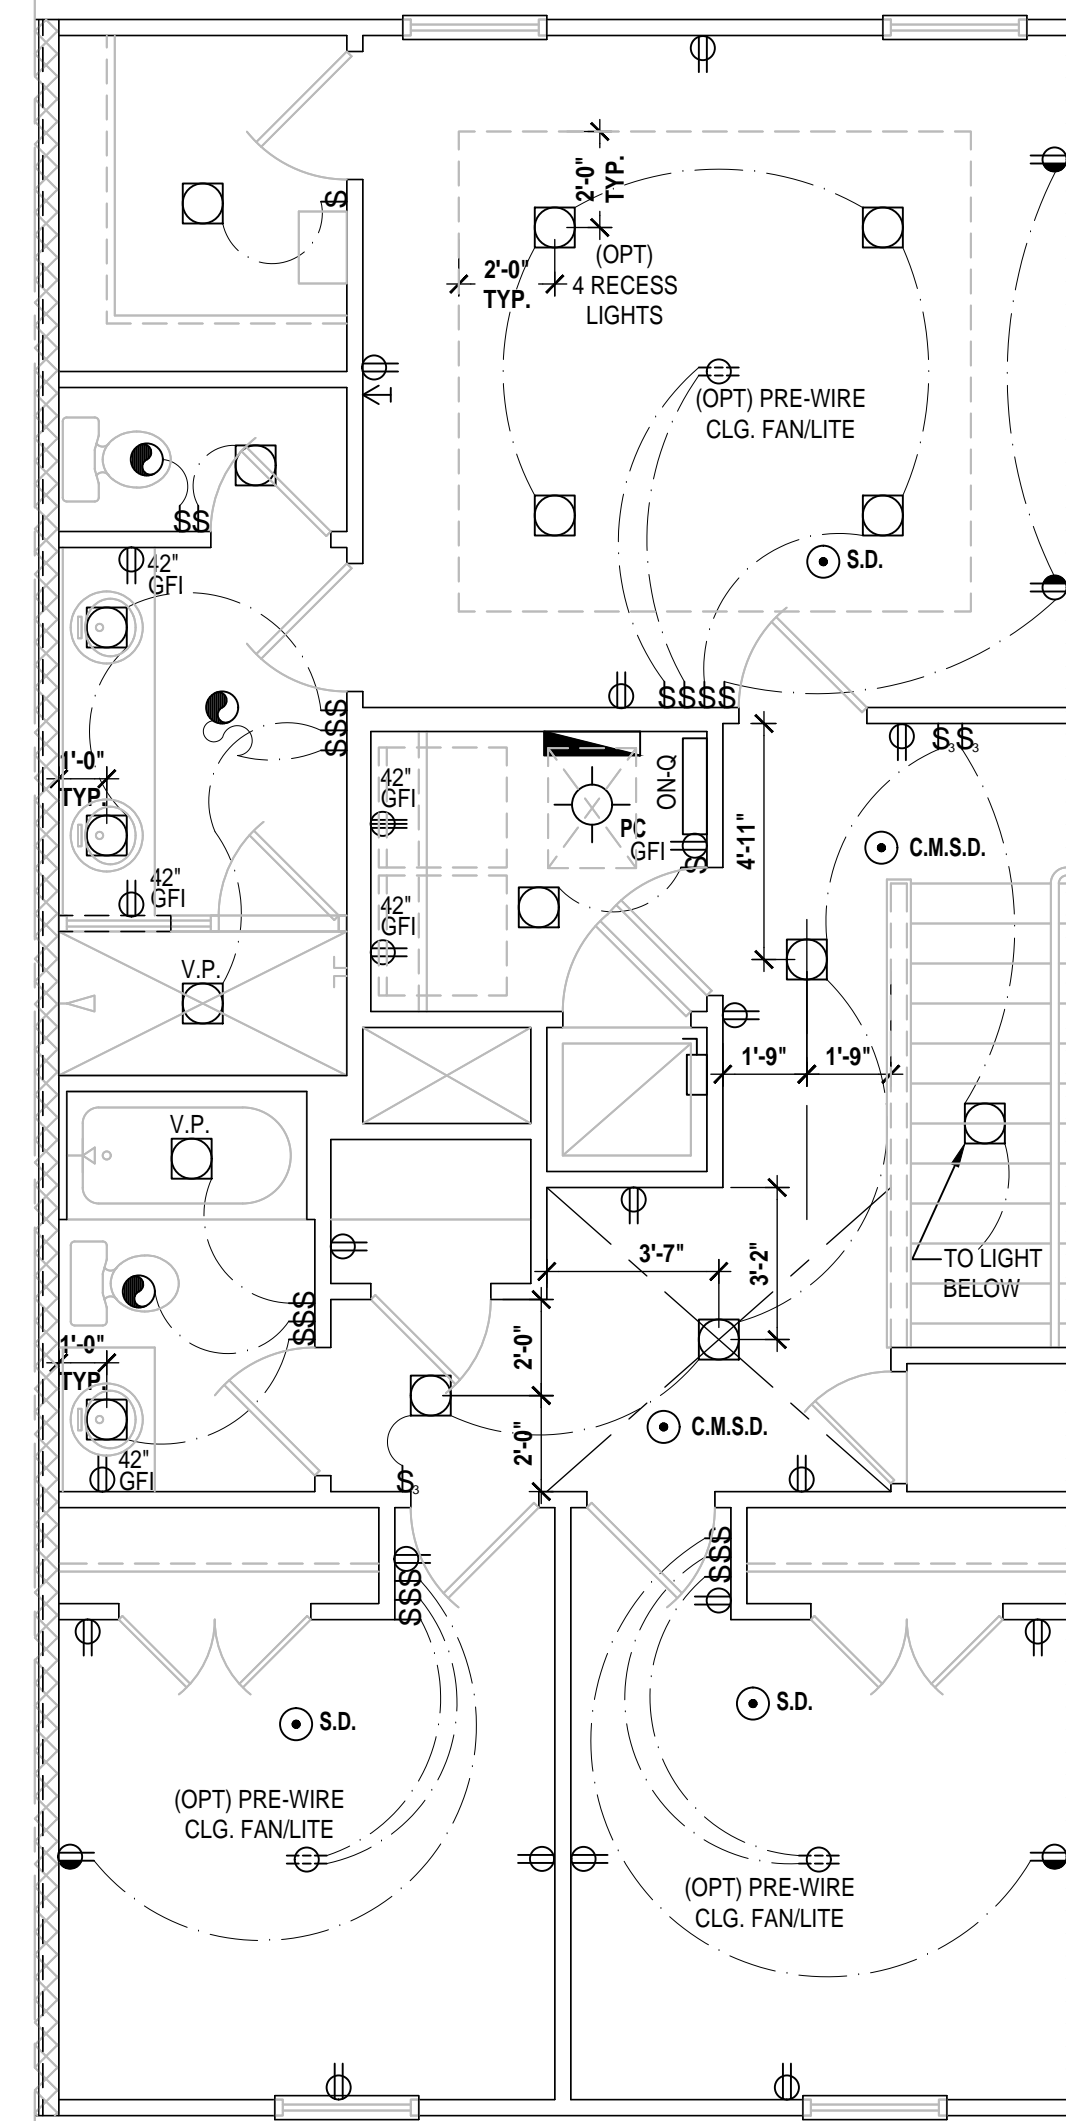 2'-0"
TYP.
2'-0"
TYP.
(OPT)
4 RECESS
LIGHTS
S
(OPT) PRE-WIRE
CLG. FAN/LITE
SS
42"
GFI
S.D.
SSSS
SSS
1'-0"
TYP.
42"
GFI
42"
GFI
ON-Q
PC
GFI
S
42"
GFI
4'-11"
S3S3
C.M.S.D.
V.P.
1'-9"
1'-9"
V.P.
3'-7"
3'-2"
TO LIGHT
BELOW
SSS
1'-0"
TYP.
2'-0"
2'-0"
42"
GFI
S3
C.M.S.D.
SSS
SSS
S.D.
S.D.
(OPT) PRE-WIRE
CLG. FAN/LITE
(OPT) PRE-WIRE
CLG. FAN/LITE